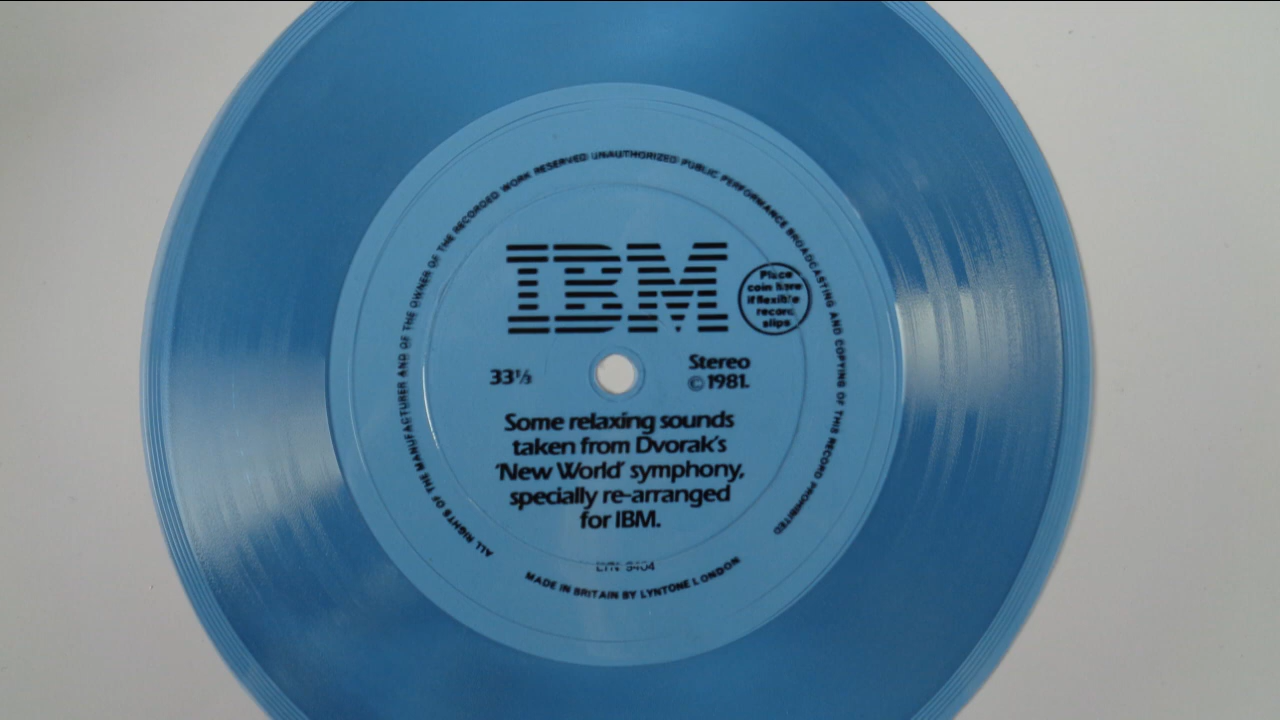 ALL RIGHTS OF THE MANUFACTURER AND OF THE OWNER OF THE RECORDED WORK RESERVED UNAUTHORIZED PUBLIC PERFORMANCE BROADCASTING AND COPYING OF THIS RECORD PROHIBITED
IBM
Place
coin here
if flexible
record
slips
33⅓
Stereo
© 1981.
Some relaxing sounds
taken from Dvorak's
'New World' symphony,
specially re-arranged
for IBM.
LYN 9404
MADE IN BRITAIN BY LYNTONE LONDON